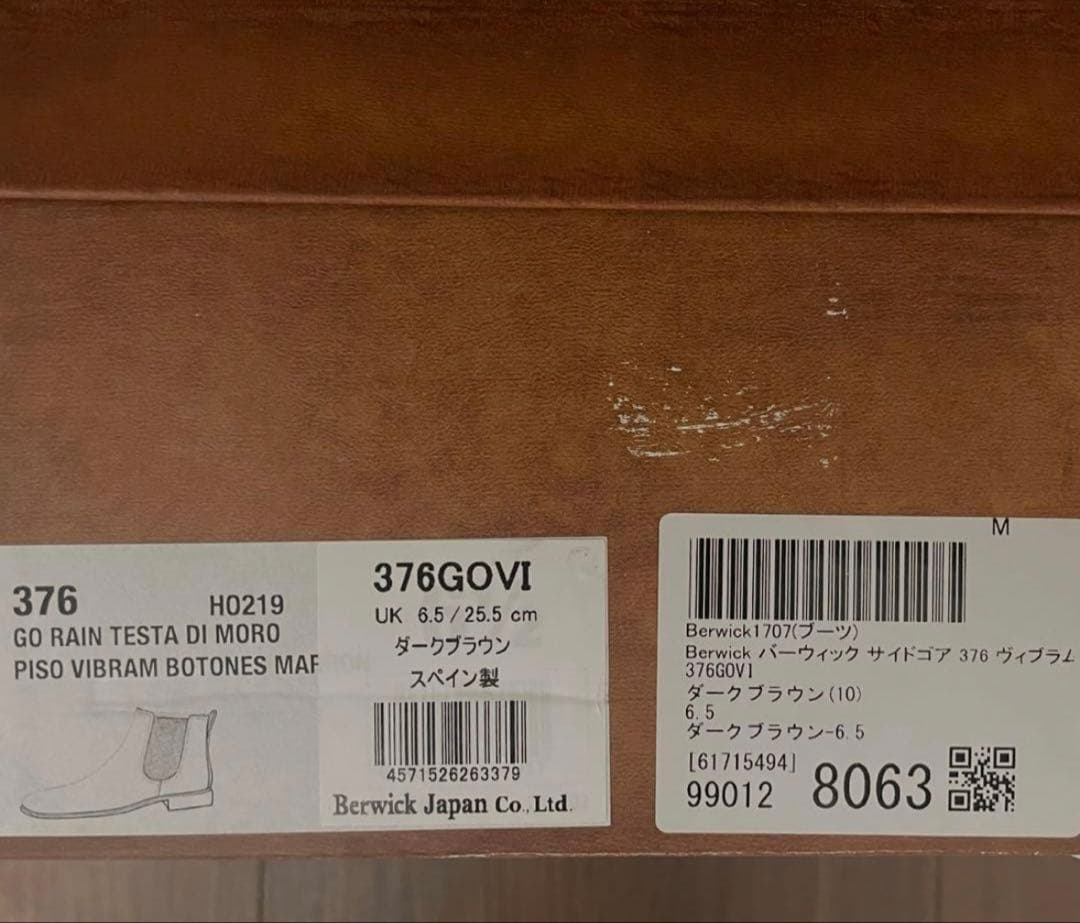 376 HO219
GO RAIN TESTA DI MORO
PISO VIBRAM BOTONES MAR
376GOVI
UK 6.5 / 25.5 cm
ダークブラウン
スペイン製
4571526263379
Berwick Japan Co., Ltd.
M
Berwick1707(ブーツ)
Berwick バーウィック サイドゴア 376 ヴィブラム
376GOVI
ダークブラウン(10)
6.5
ダークブラウン-6.5
[61715494]
99012 8063